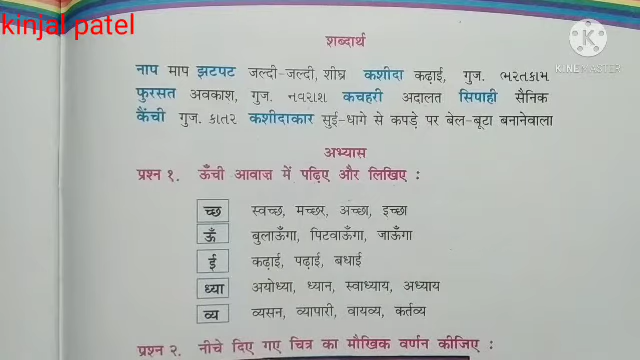 kinjal patel
KINEMASTER
शब्दार्थ
नाप माप झटपट जल्दी-जल्दी, शीघ्र कशीदा कढ़ाई, गुज. ભરતકામ
फुरसत अवकाश, गुज. નવરાશ कचहरी अदालत सिपाही सैनिक
कैंची गुज. કાતર कशीदाकार सुई-धागे से कपड़े पर बेल-बूटा बनानेवाला
अभ्यास
प्रश्न १. ऊँची आवाज़ में पढ़िए और लिखिए :
च्छ स्वच्छ, मच्छर, अच्छा, इच्छा
ऊँ बुलाऊँगा, पिटवाऊँगा, जाऊँगा
ई कढ़ाई, पढ़ाई, बधाई
ध्या अयोध्या, ध्यान, स्वाध्याय, अध्याय
व्य व्यसन, व्यापारी, वायव्य, कर्तव्य
प्रश्न २. नीचे दिए गए चित्र का मौखिक वर्णन कीजिए :